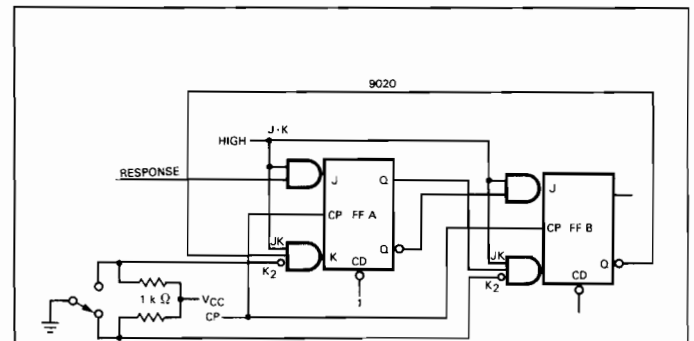 9020
J·K
HIGH
RESPONSE
J Q
J
CP FF A
CP FF B
JK
K Q
JK
Q
K2
CD
K2
CD
1 kΩ
VCC
1
CP